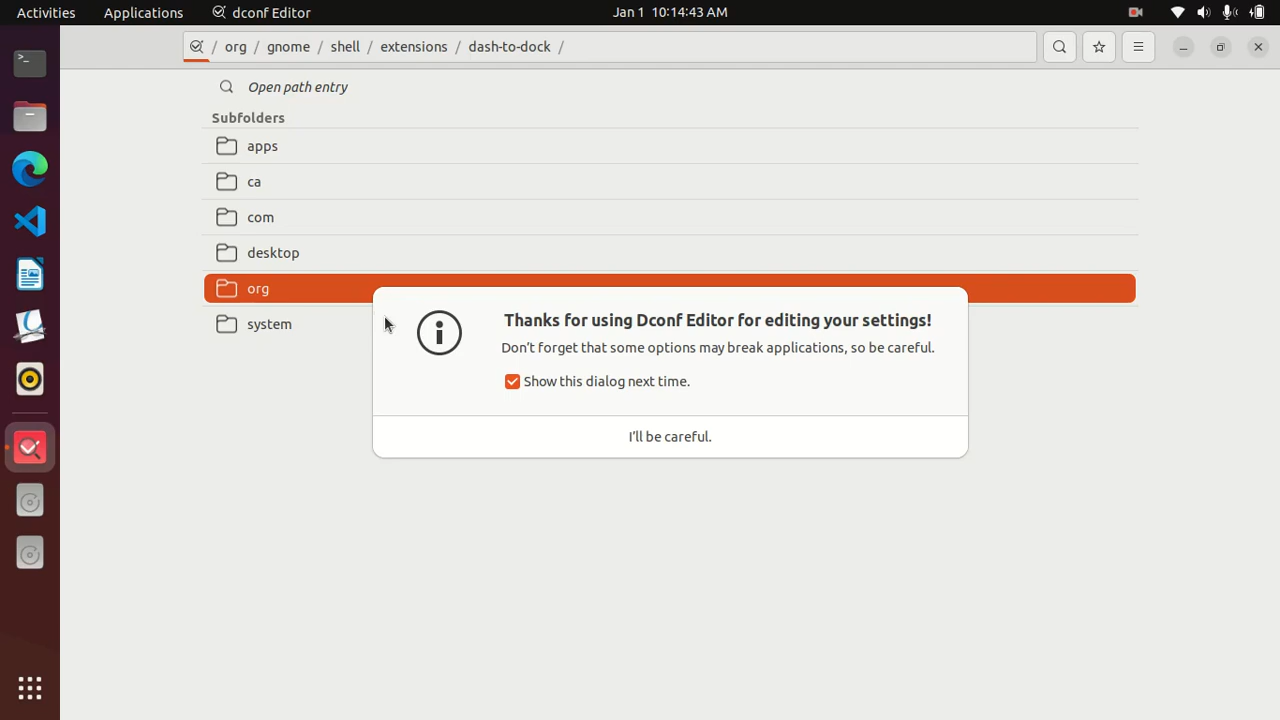 Activities Applications dconf Editor Jan 1 10:14:43 AM
/ org / gnome / shell / extensions / dash-to-dock /
Open path entry
Subfolders
apps
ca
com
desktop
org
system
Thanks for using Dconf Editor for editing your settings!
Don't forget that some options may break applications, so be careful.
Show this dialog next time.
I'll be careful.